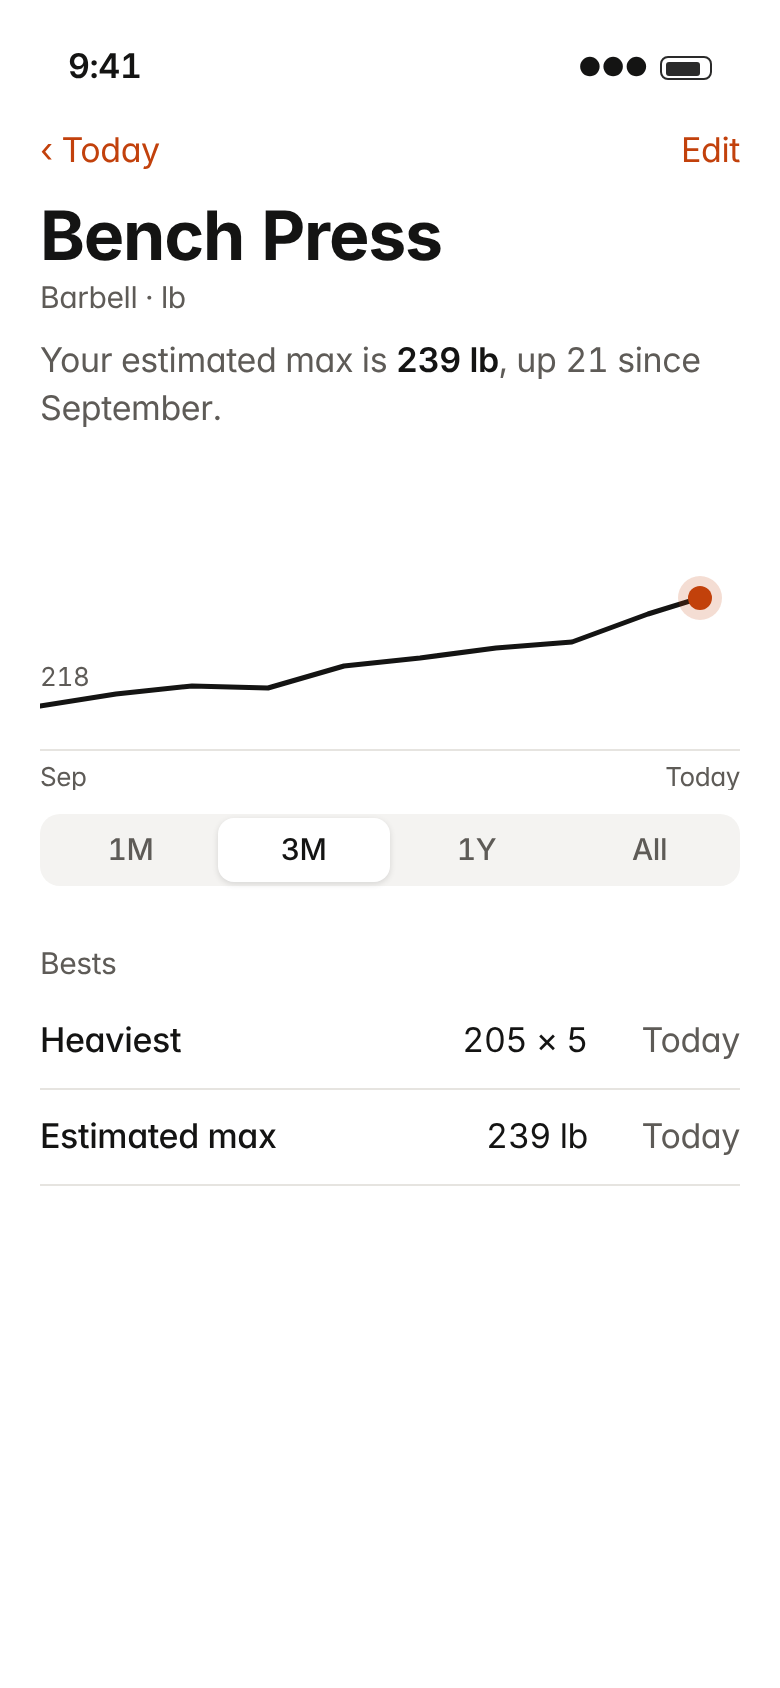 9:41
‹ Today
Edit
Bench Press
Barbell · lb
Your estimated max is 239 lb, up 21 since
September.
218
Sep
Today
1M
3M
1Y
All
Bests
Heaviest
205 × 5
Today
Estimated max
239 lb
Today